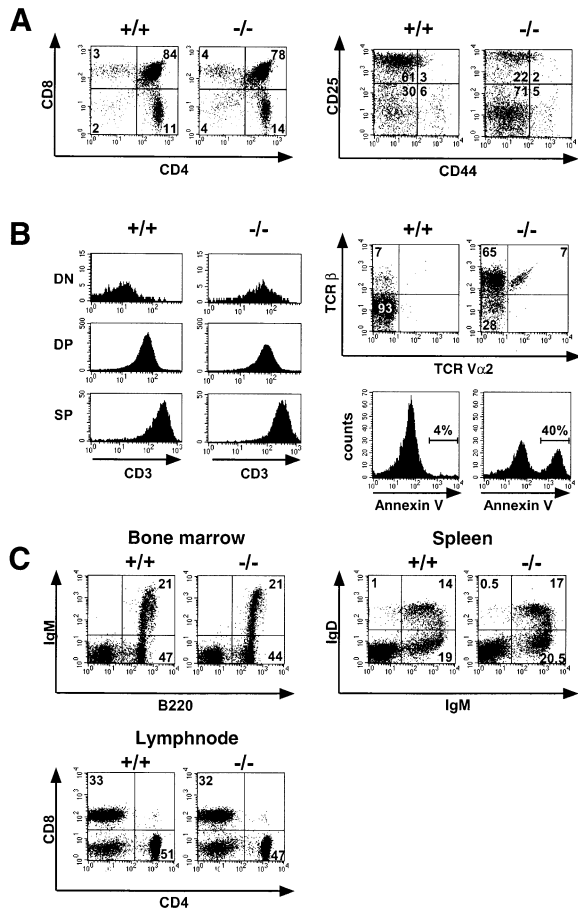 A
+/+
-/-
+/+
-/-
CD8
3
84
2
11
4
78
4
14
CD4
CD25
61
3
30
6
22
2
71
5
CD44
B
+/+
-/-
+/+
-/-
DN
DP
SP
CD3
CD3
TCR β
7
93
65
7
28
TCR Vα2
counts
4%
40%
Annexin V
Annexin V
C
Bone marrow
+/+
-/-
Spleen
+/+
-/-
IgM
21
47
21
44
B220
IgD
1
14
19
0.5
17
20.5
IgM
Lymphnode
+/+
-/-
CD8
33
51
32
47
CD4